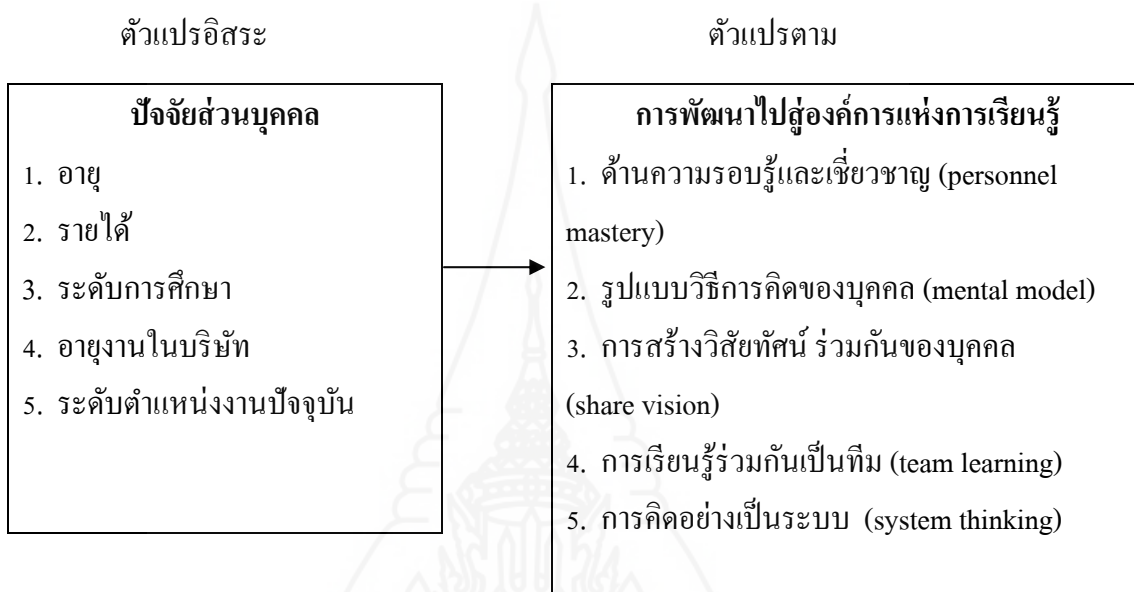 ตัวแปรอิสระ
ตัวแปรตาม
ปัจจัยส่วนบุคคล
1. อายุ
2. รายได้
3. ระดับการศึกษา
4. อายุงานในบริษัท
5. ระดับตำแหน่งงานปัจจุบัน
การพัฒนาไปสู่องค์การแห่งการเรียนรู้
1. ด้านความรอบรู้และเชี่ยวชาญ (personnel
mastery)
2. รูปแบบวิธีการคิดของบุคคล (mental model)
3. การสร้างวิสัยทัศน์ ร่วมกันของบุคคล
(share vision)
4. การเรียนรู้ร่วมกันเป็นทีม (team learning)
5. การคิดอย่างเป็นระบบ (system thinking)